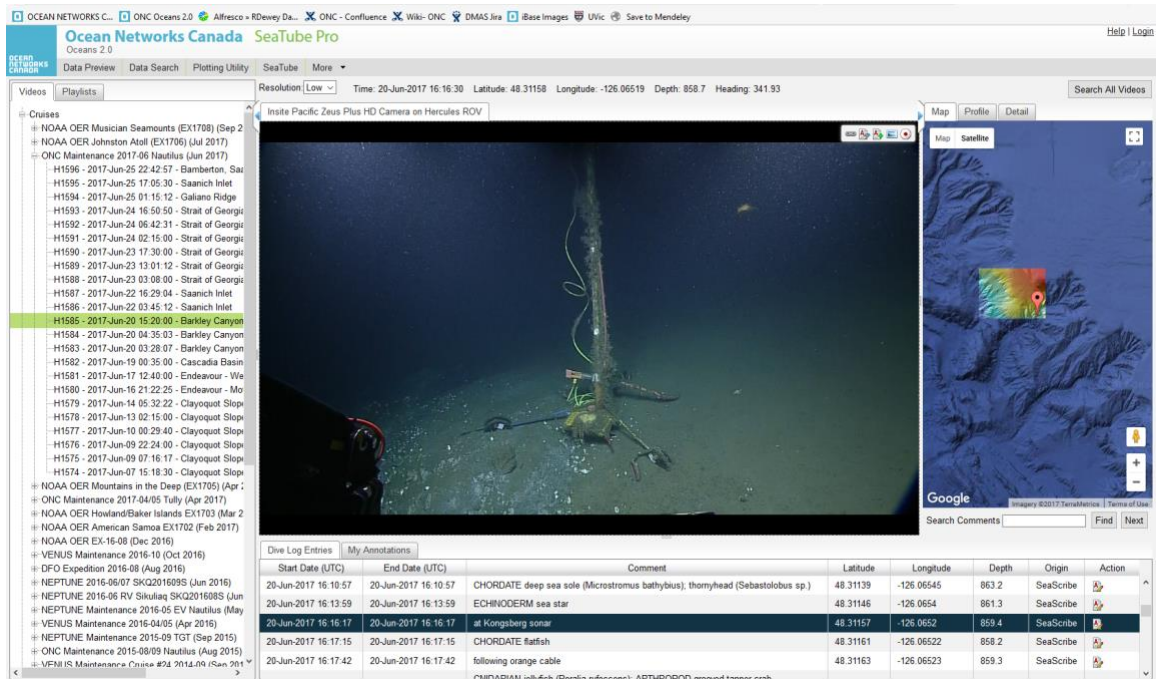 OCEAN NETWORKS C... ONC Oceans 2.0 Alfresco » RDewey Da... ONC - Confluence Wiki- ONC DMAS Jira iBase Images UVic Save to Mendeley
Ocean Networks Canada SeaTube Pro
Help | Login
Oceans 2.0
OCEAN NETWORKS CANADA
Data Preview Data Search Plotting Utility SeaTube More
Videos Playlists
Resolution Low Time: 20-Jun-2017 16:16:30 Latitude: 48.31158 Longitude: -126.06519 Depth: 858.7 Heading: 341.93
Search All Videos
Insite Pacific Zeus Plus HD Camera on Hercules ROV
Map Profile Detail
Map Satellite
Cruises
NOAA OER Musician Seamounts (EX1708) (Sep 2
NOAA OER Johnston Atoll (EX1706) (Jul 2017)
ONC Maintenance 2017-06 Nautilus (Jun 2017)
H1596 - 2017-Jun-25 22:42:57 - Bamberton, Saa
H1595 - 2017-Jun-25 17:05:30 - Saanich Inlet
H1594 - 2017-Jun-25 01:15:12 - Galiano Ridge
H1593 - 2017-Jun-24 16:50:50 - Strait of Georgia
H1592 - 2017-Jun-24 06:42:31 - Strait of Georgia
H1591 - 2017-Jun-24 02:15:00 - Strait of Georgia
H1590 - 2017-Jun-23 17:30:00 - Strait of Georgia
H1589 - 2017-Jun-23 13:01:12 - Strait of Georgia
H1588 - 2017-Jun-23 03:08:00 - Strait of Georgia
H1587 - 2017-Jun-22 16:29:04 - Saanich Inlet
H1586 - 2017-Jun-22 03:45:12 - Saanich Inlet
H1585 - 2017-Jun-20 15:20:00 - Barkley Canyon
H1584 - 2017-Jun-20 04:35:03 - Barkley Canyon
H1583 - 2017-Jun-20 03:28:07 - Barkley Canyon
H1582 - 2017-Jun-19 00:35:00 - Cascadia Basin
H1581 - 2017-Jun-17 12:40:00 - Endeavour - We
H1580 - 2017-Jun-16 21:22:25 - Endeavour - Mo
H1579 - 2017-Jun-14 05:32:22 - Clayoquot Slope
H1578 - 2017-Jun-13 02:15:00 - Clayoquot Slope
H1577 - 2017-Jun-10 00:29:40 - Clayoquot Slope
H1576 - 2017-Jun-09 22:24:00 - Clayoquot Slope
H1575 - 2017-Jun-09 07:16:17 - Clayoquot Slope
H1574 - 2017-Jun-07 15:18:30 - Clayoquot Slope
NOAA OER Mountains in the Deep (EX1705) (Apr 2
ONC Maintenance 2017-04/05 Tully (Apr 2017)
NOAA OER Howland/Baker Islands EX1703 (Mar 2
NOAA OER American Samoa EX1702 (Feb 2017)
NOAA OER EX-16-08 (Dec 2016)
VENUS Maintenance 2016-10 (Oct 2016)
DFO Expedition 2016-08 (Aug 2016)
NEPTUNE 2016-06/07 SKQ201609S (Jun 2016)
NEPTUNE 2016-06 RV Sikuliaq SKQ201608S (Jun
NEPTUNE Maintenance 2016-05 EV Nautilus (May
VENUS Maintenance 2016-04/05 (Apr 2016)
NEPTUNE Maintenance 2015-09 TGT (Sep 2015)
ONC Maintenance 2015-08/09 Nautilus (Aug 2015)
VENUS Maintenance Cruise #24 2014-09 (Sep 201
Google
Imagery ©2017 TerraMetrics Terms of Use
Search Comments Find Next
Dive Log Entries My Annotations
Start Date (UTC) End Date (UTC) Comment Latitude Longitude Depth Origin Action
20-Jun-2017 16:10:57 20-Jun-2017 16:10:57 CHORDATE deep sea sole (Microstromus bathybius); thornyhead (Sebastolobus sp.) 48.31139 -126.06545 863.2 SeaScribe
20-Jun-2017 16:13:59 20-Jun-2017 16:13:59 ECHINODERM sea star 48.31146 -126.0654 861.3 SeaScribe
20-Jun-2017 16:16:17 20-Jun-2017 16:16:17 at Kongsberg sonar 48.31157 -126.0652 859.4 SeaScribe
20-Jun-2017 16:17:15 20-Jun-2017 16:17:15 CHORDATE flatfish 48.31161 -126.06522 858.2 SeaScribe
20-Jun-2017 16:17:42 20-Jun-2017 16:17:42 following orange cable 48.31163 -126.06523 859.3 SeaScribe